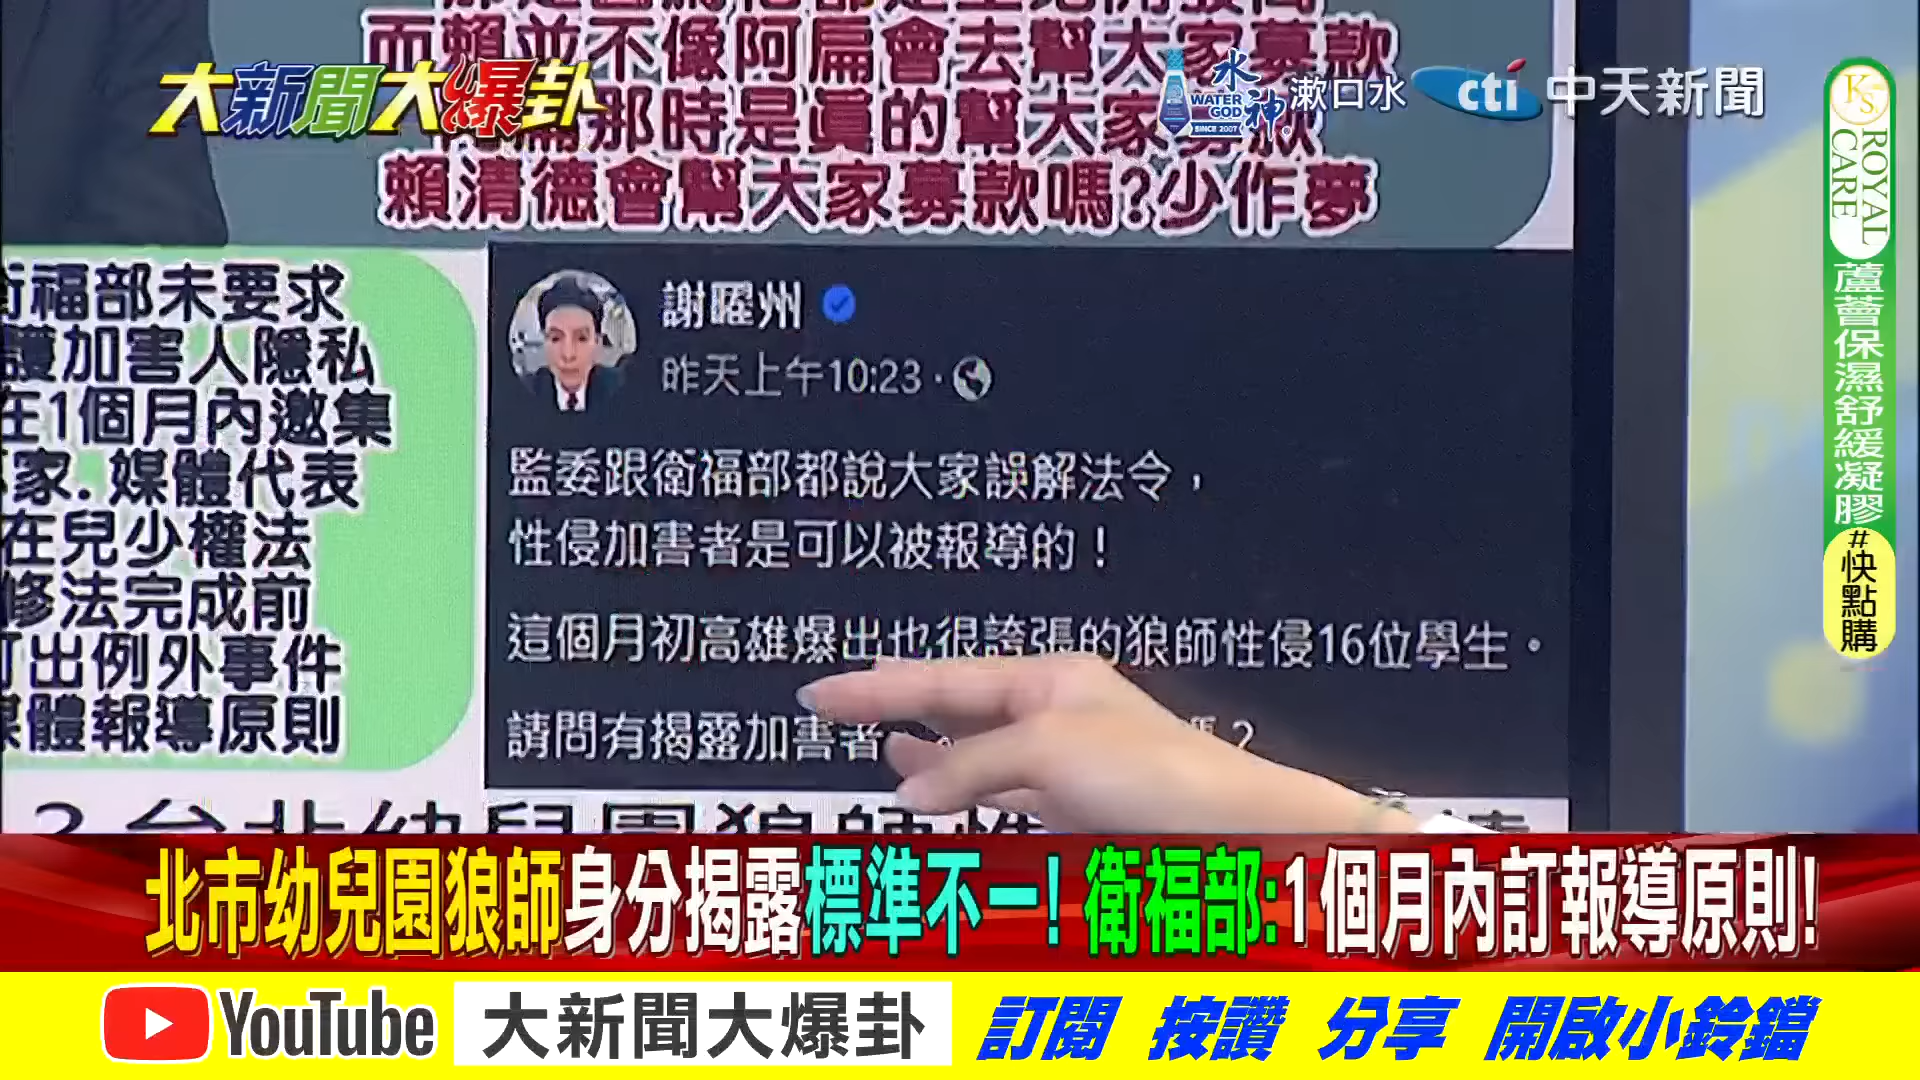 而賴並不像阿扁會去幫大家募款
那時是真的幫大家募款
賴清德會幫大家募款嗎?少作夢
大新聞大爆卦
水神
WATER GOD
SINCE 2007
漱口水
cti 中天新聞
KS
ROYAL CARE
蘆薈保濕舒緩凝膠
#快點購
福部未要求
護加害人隱私
在1個月內邀集
家.媒體代表
在兒少權法
修法完成前
訂出例外事件
媒體報導原則
謝曜州
昨天上午10:23
監委跟衛福部都說大家誤解法令，
性侵加害者是可以被報導的！
這個月初高雄爆出也很誇張的狼師性侵16位學生。
請問有揭露加害者
嗎？
北市幼兒園狼師身分揭露標準不一! 衛福部:1個月內訂報導原則!
YouTube 大新聞大爆卦 訂閱 按讚 分享 開啟小鈴鐺